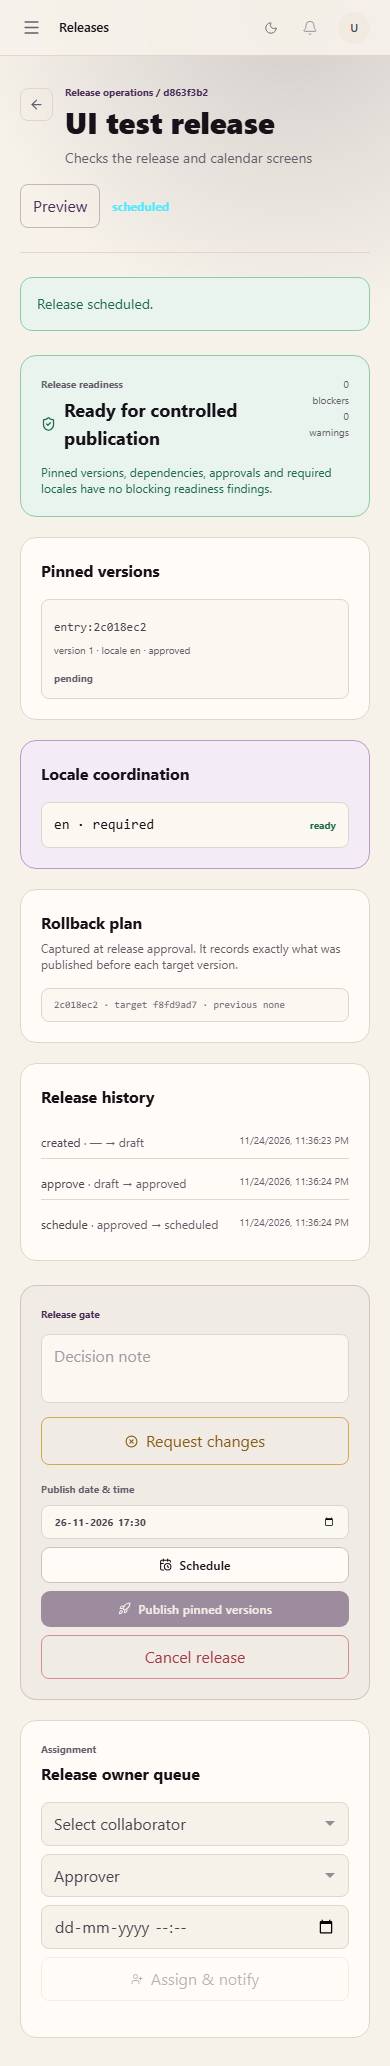 Releases
U
Release operations / d863f3b2
UI test release
Checks the release and calendar screens
Preview
scheduled
Release scheduled.
Release readiness
Ready for controlled
publication
0
blockers
0
warnings
Pinned versions, dependencies, approvals and required
locales have no blocking readiness findings.
Pinned versions
entry:2c018ec2
version 1 · locale en · approved
pending
Locale coordination
en · required
ready
Rollback plan
Captured at release approval. It records exactly what was
published before each target version.
2c018ec2 · target f8fd9ad7 · previous none
Release history
created · — → draft
11/24/2026, 11:36:23 PM
approve · draft → approved
11/24/2026, 11:36:24 PM
schedule · approved → scheduled
11/24/2026, 11:36:24 PM
Release gate
Decision note
Request changes
Publish date & time
26-11-2026 17:30
Schedule
Publish pinned versions
Cancel release
Assignment
Release owner queue
Select collaborator
Approver
dd-mm-yyyy --:--
Assign & notify